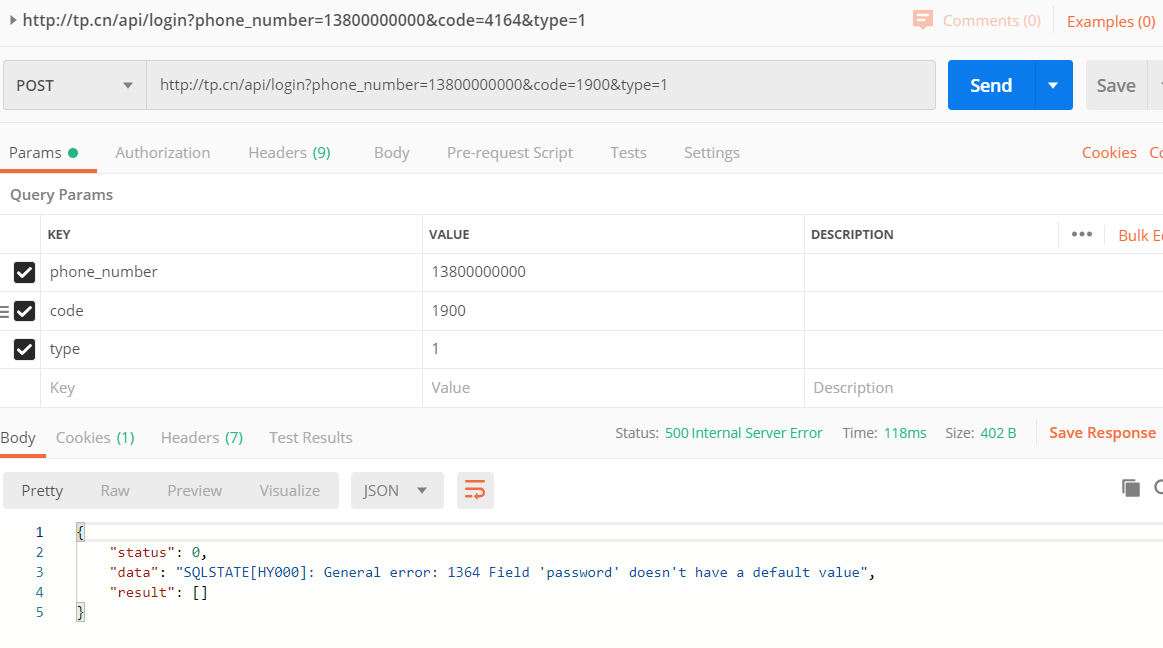 http://tp.cn/api/login?phone_number=13800000000&code=4164&type=1 Comments (0) Examples (0)
POST http://tp.cn/api/login?phone_number=13800000000&code=1900&type=1 Send Save
Params Authorization Headers (9) Body Pre-request Script Tests Settings Cookies
Query Params
KEY VALUE DESCRIPTION Bulk
phone_number 13800000000
code 1900
type 1
Key Value Description
Body Cookies (1) Headers (7) Test Results Status: 500 Internal Server Error Time: 118ms Size: 402 B Save Response
Pretty Raw Preview Visualize JSON
1 {
2 "status": 0,
3 "data": "SQLSTATE[HY000]: General error: 1364 Field 'password' doesn't have a default value",
4 "result": []
5 }